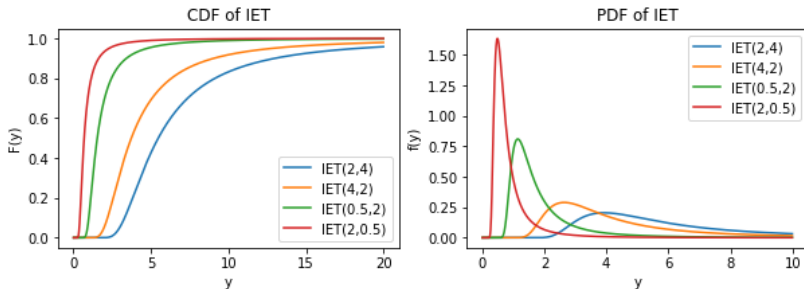 CDF of IET
F(y)
1.0
0.8
0.6
0.4
0.2
0.0
IET(2,4)
IET(4,2)
IET(0.5,2)
IET(2,0.5)
0 5 10 15 20
y
PDF of IET
f(y)
1.50
1.25
1.00
0.75
0.50
0.25
0.00
IET(2,4)
IET(4,2)
IET(0.5,2)
IET(2,0.5)
0 2 4 6 8 10
y